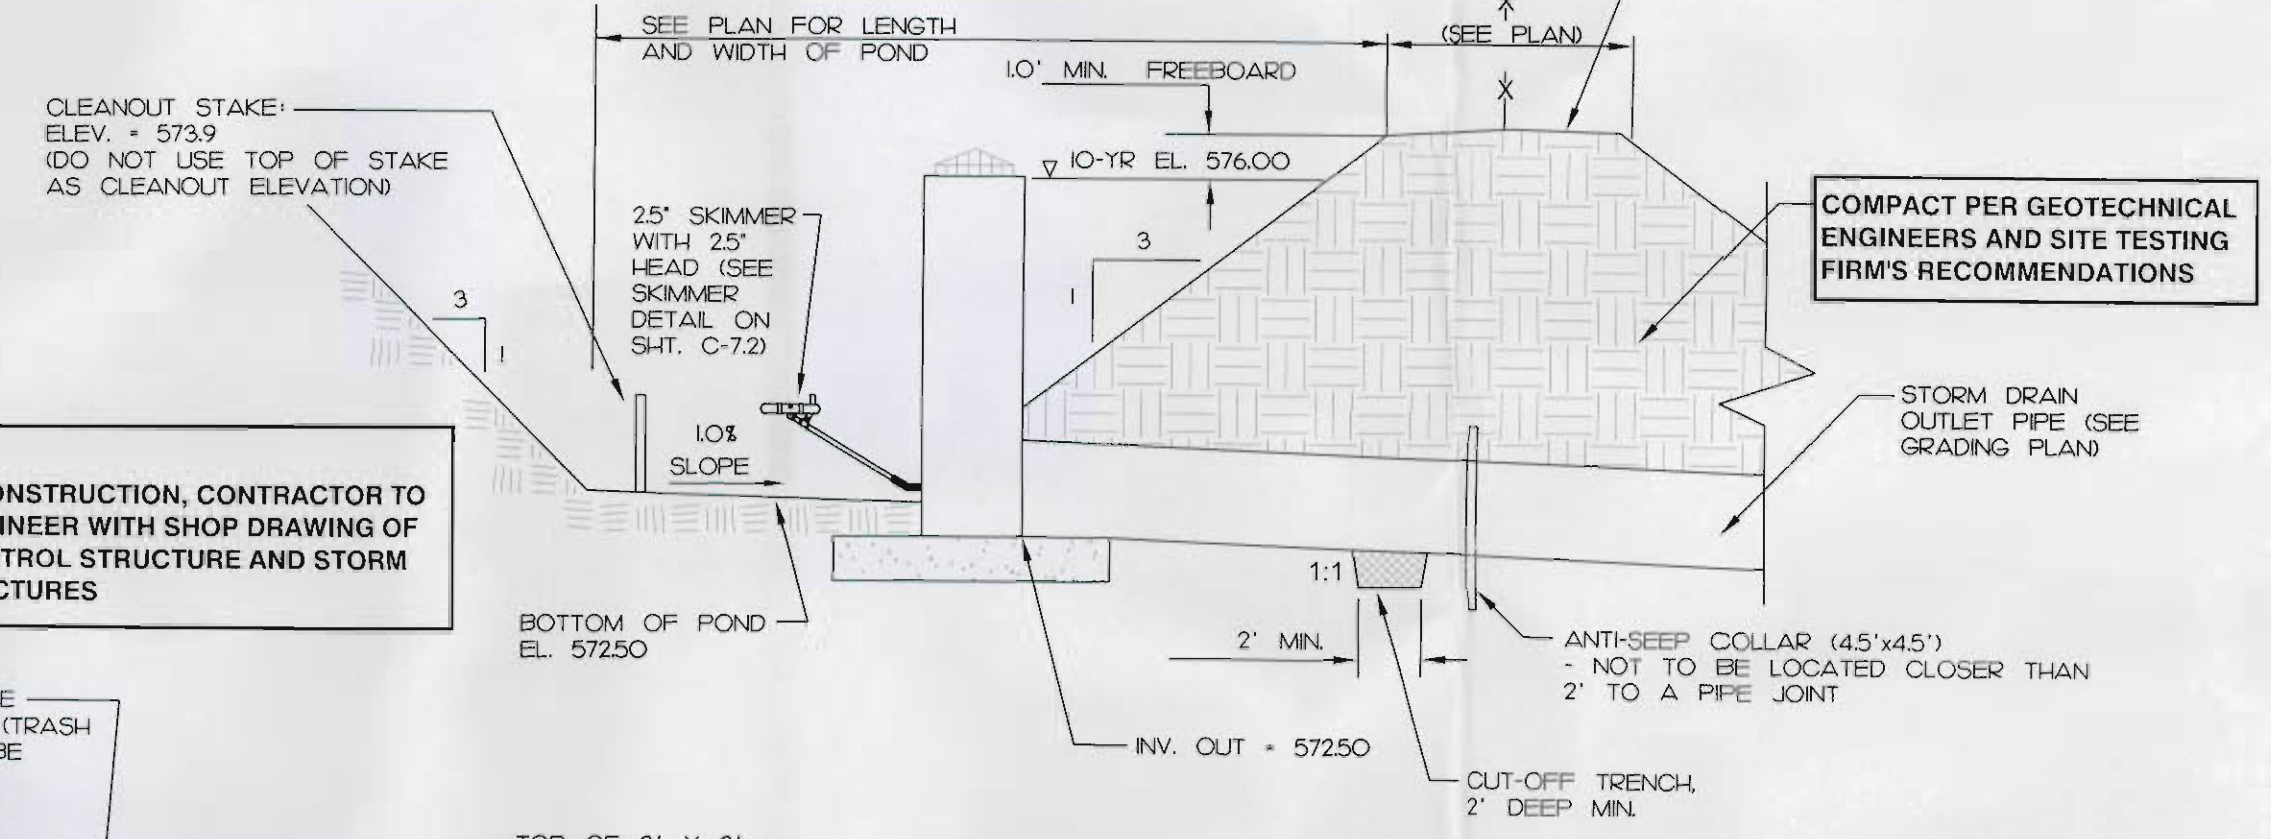 SEE PLAN FOR LENGTH
AND WIDTH OF POND
(SEE PLAN)
X
1.0' MIN. FREEBOARD
X
CLEANOUT STAKE:
ELEV. = 573.9
(DO NOT USE TOP OF STAKE
AS CLEANOUT ELEVATION)
10-YR EL. 576.00
2.5" SKIMMER
WITH 2.5"
HEAD (SEE
SKIMMER
DETAIL ON
SHT. C-7.2)
COMPACT PER GEOTECHNICAL
ENGINEERS AND SITE TESTING
FIRM'S RECOMMENDATIONS
3
1
3
1
STORM DRAIN
OUTLET PIPE (SEE
GRADING PLAN)
1.0%
SLOPE
ONSTRUCTION, CONTRACTOR TO
INEER WITH SHOP DRAWING OF
TROL STRUCTURE AND STORM
CTURES
1:1
BOTTOM OF POND
EL. 572.50
2' MIN.
ANTI-SEEP COLLAR (4.5'x4.5')
- NOT TO BE LOCATED CLOSER THAN
2' TO A PIPE JOINT
E
(TRASH
BE
INV. OUT = 572.50
CUT-OFF TRENCH,
2' DEEP MIN.